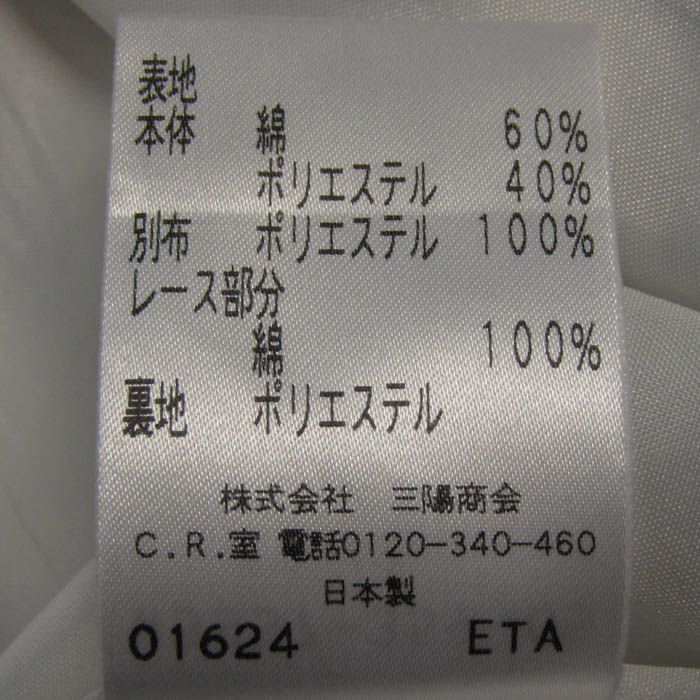 表地
本体 綿 60%
ポリエステル 40%
別布 ポリエステル 100%
レース部分
綿 100%
裏地 ポリエステル
株式会社 三陽商会
C.R.室 電話0120-340-460
日本製
01624 ETA